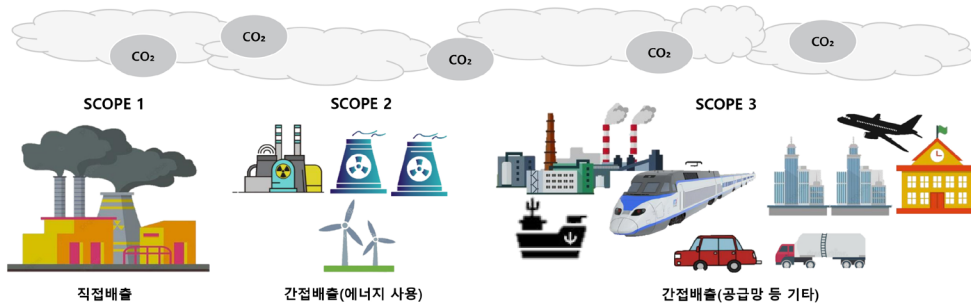 CO₂
CO₂
CO₂
CO₂
CO₂
SCOPE 1
SCOPE 2
SCOPE 3
직접배출
간접배출(에너지 사용)
간접배출(공급망 등 기타)